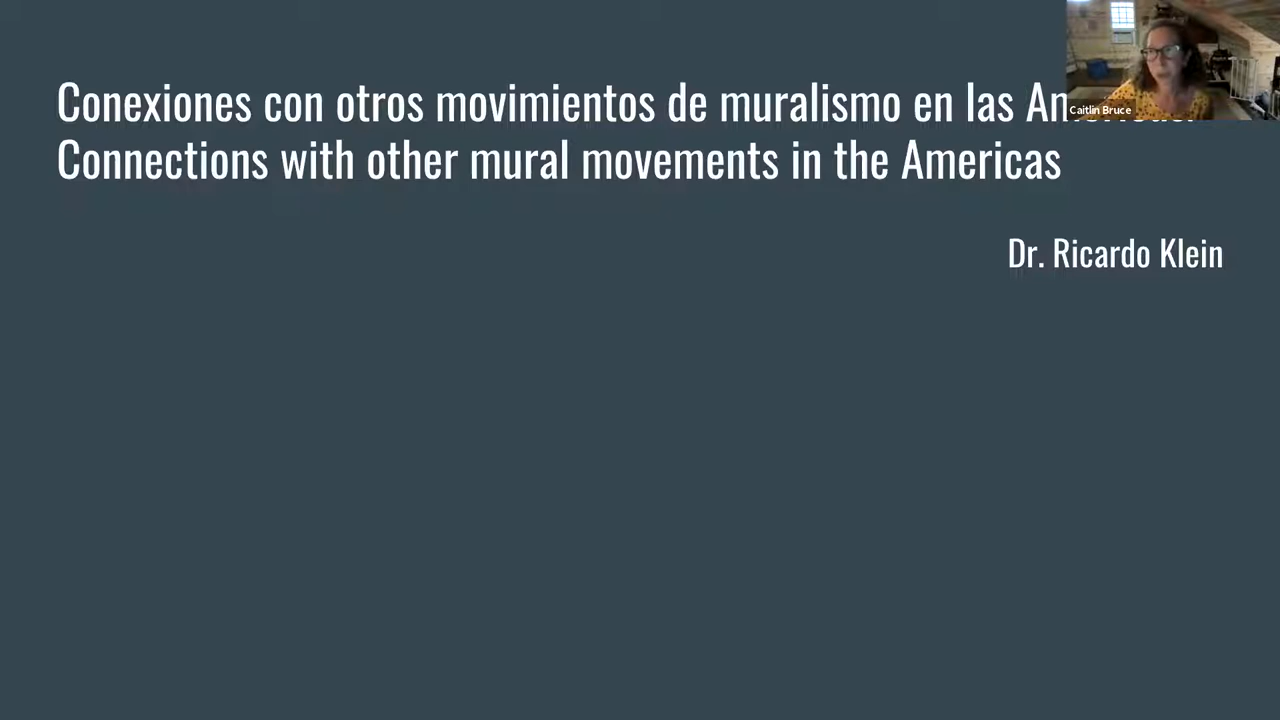 Conexiones con otros movimientos de muralismo en las
Caitlin Bruce
Connections with other mural movements in the Americas
Dr. Ricardo Klein